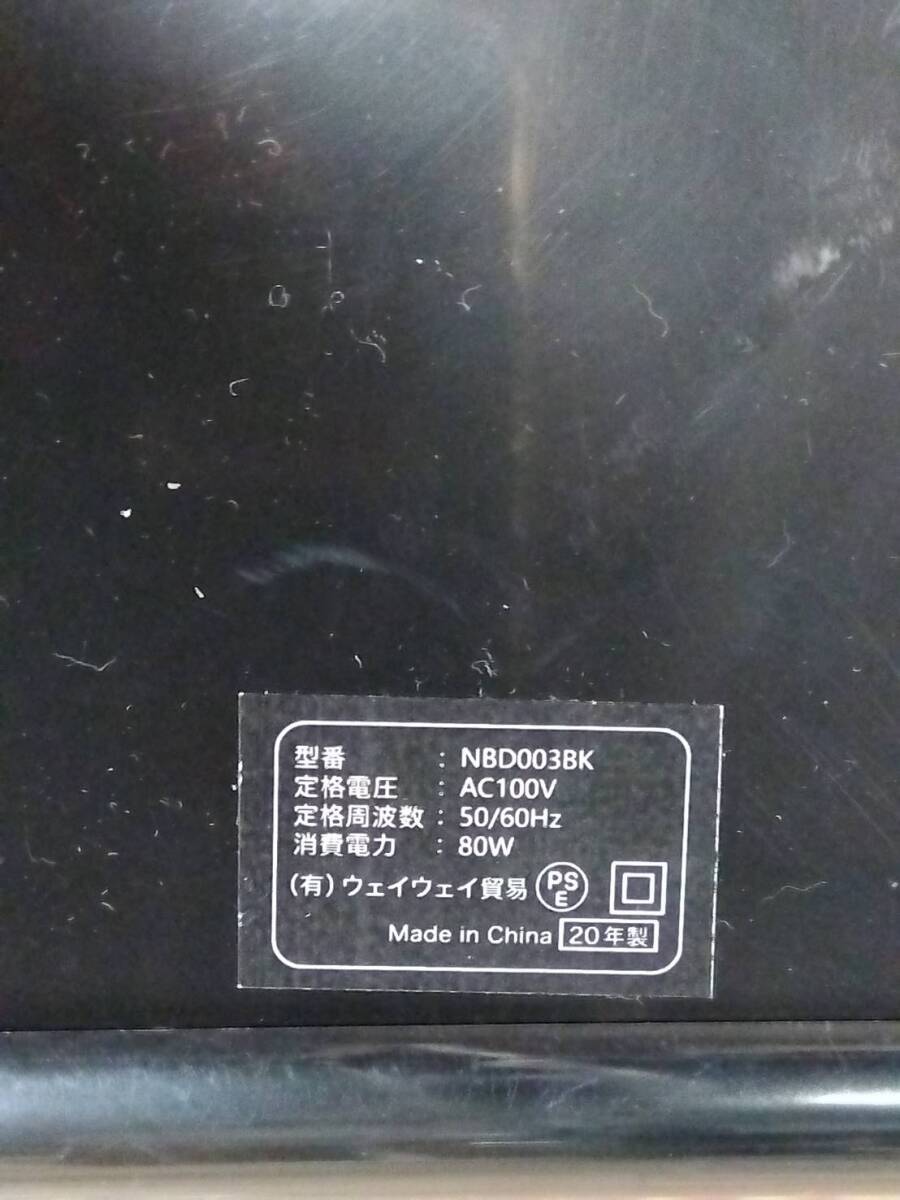 型番 : NBD003BK
定格電圧 : AC100V
定格周波数 : 50/60Hz
消費電力 : 80W
(有)ウェイウェイ貿易 PSE
Made in China 20年製